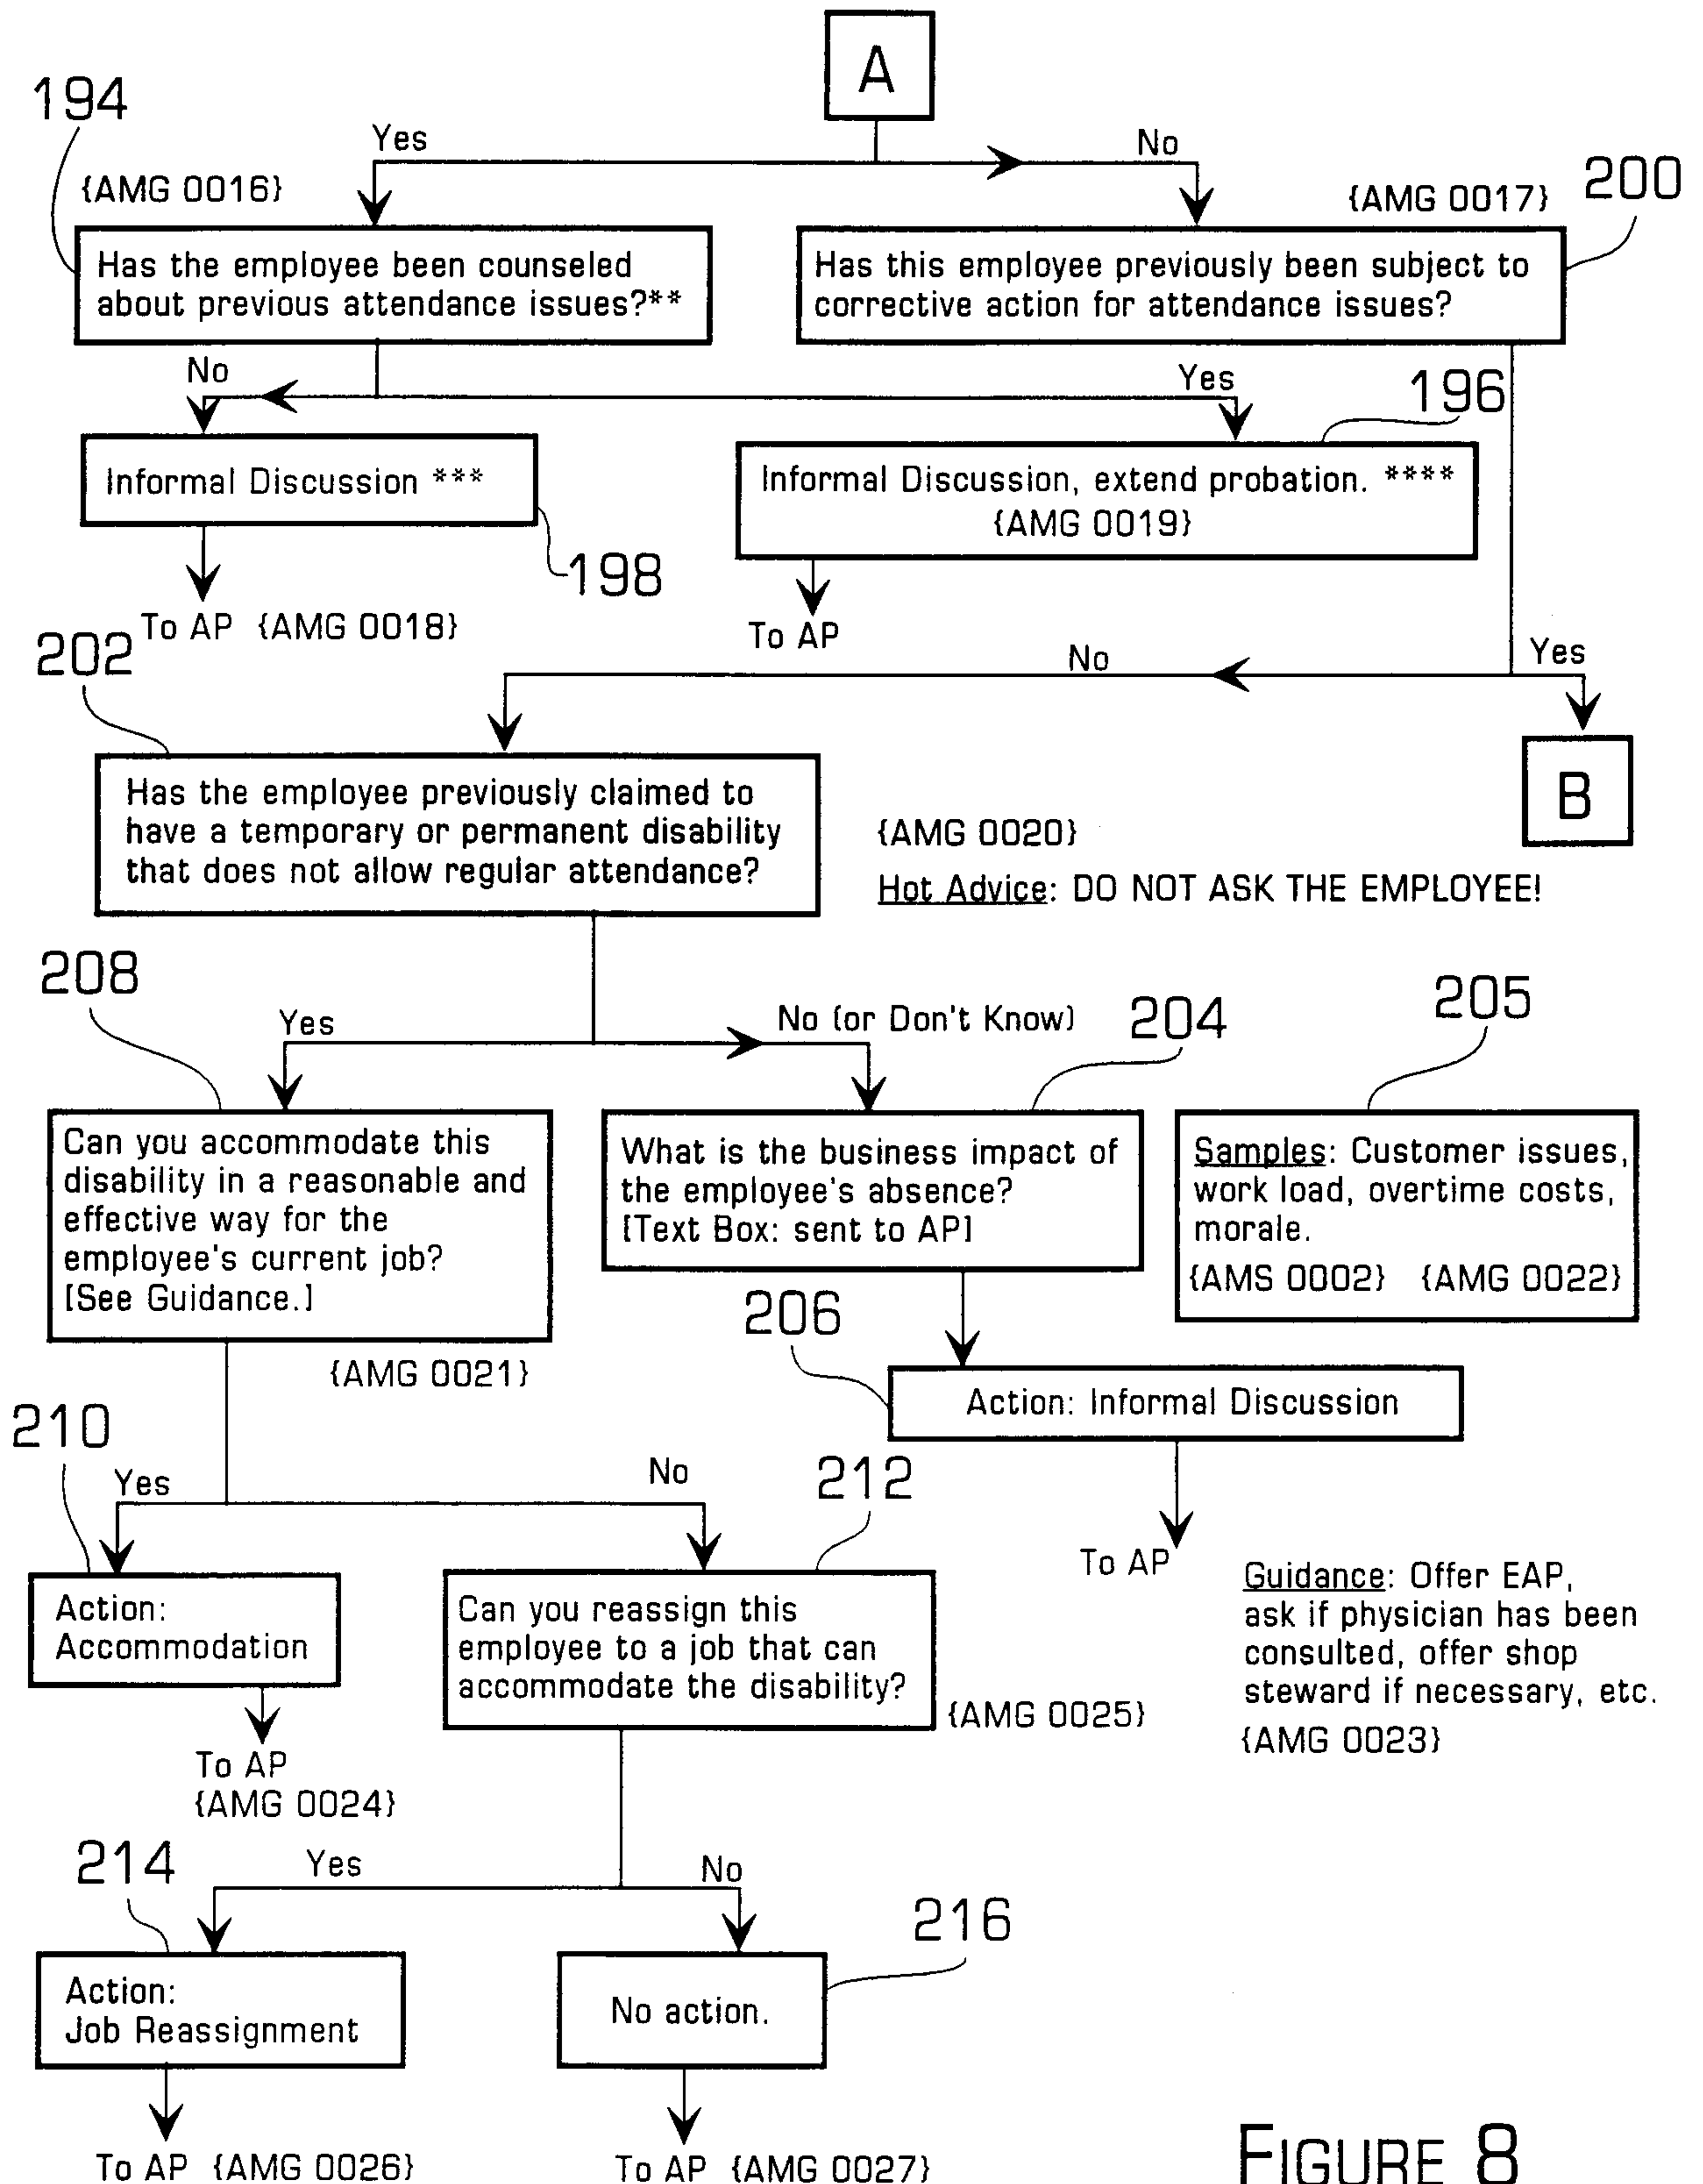 A
194
Yes
No
{AMG 0016}
{AMG 0017}
200
Has the employee been counseled
about previous attendance issues?**
Has this employee previously been subject to
corrective action for attendance issues?
No
Yes
196
Informal Discussion ***
Informal Discussion, extend probation. ****
{AMG 0019}
198
To AP {AMG 0018}
To AP
202
No
Yes
B
Has the employee previously claimed to
have a temporary or permanent disability
that does not allow regular attendance?
{AMG 0020}
Hot Advice: DO NOT ASK THE EMPLOYEE!
208
Yes
No (or Don't Know)
204
205
Can you accommodate this
disability in a reasonable and
effective way for the
employee's current job?
[See Guidance.]
What is the business impact of
the employee's absence?
[Text Box: sent to AP]
Samples: Customer issues,
work load, overtime costs,
morale.
{AMS 0002} {AMG 0022}
206
{AMG 0021}
Action: Informal Discussion
210
Yes
No
212
To AP
Action:
Accommodation
Can you reassign this
employee to a job that can
accommodate the disability?
{AMG 0025}
Guidance: Offer EAP,
ask if physician has been
consulted, offer shop
steward if necessary, etc.
{AMG 0023}
To AP
{AMG 0024}
214
Yes
No
216
Action:
Job Reassignment
No action.
To AP {AMG 0026}
To AP {AMG 0027}
FIGURE 8